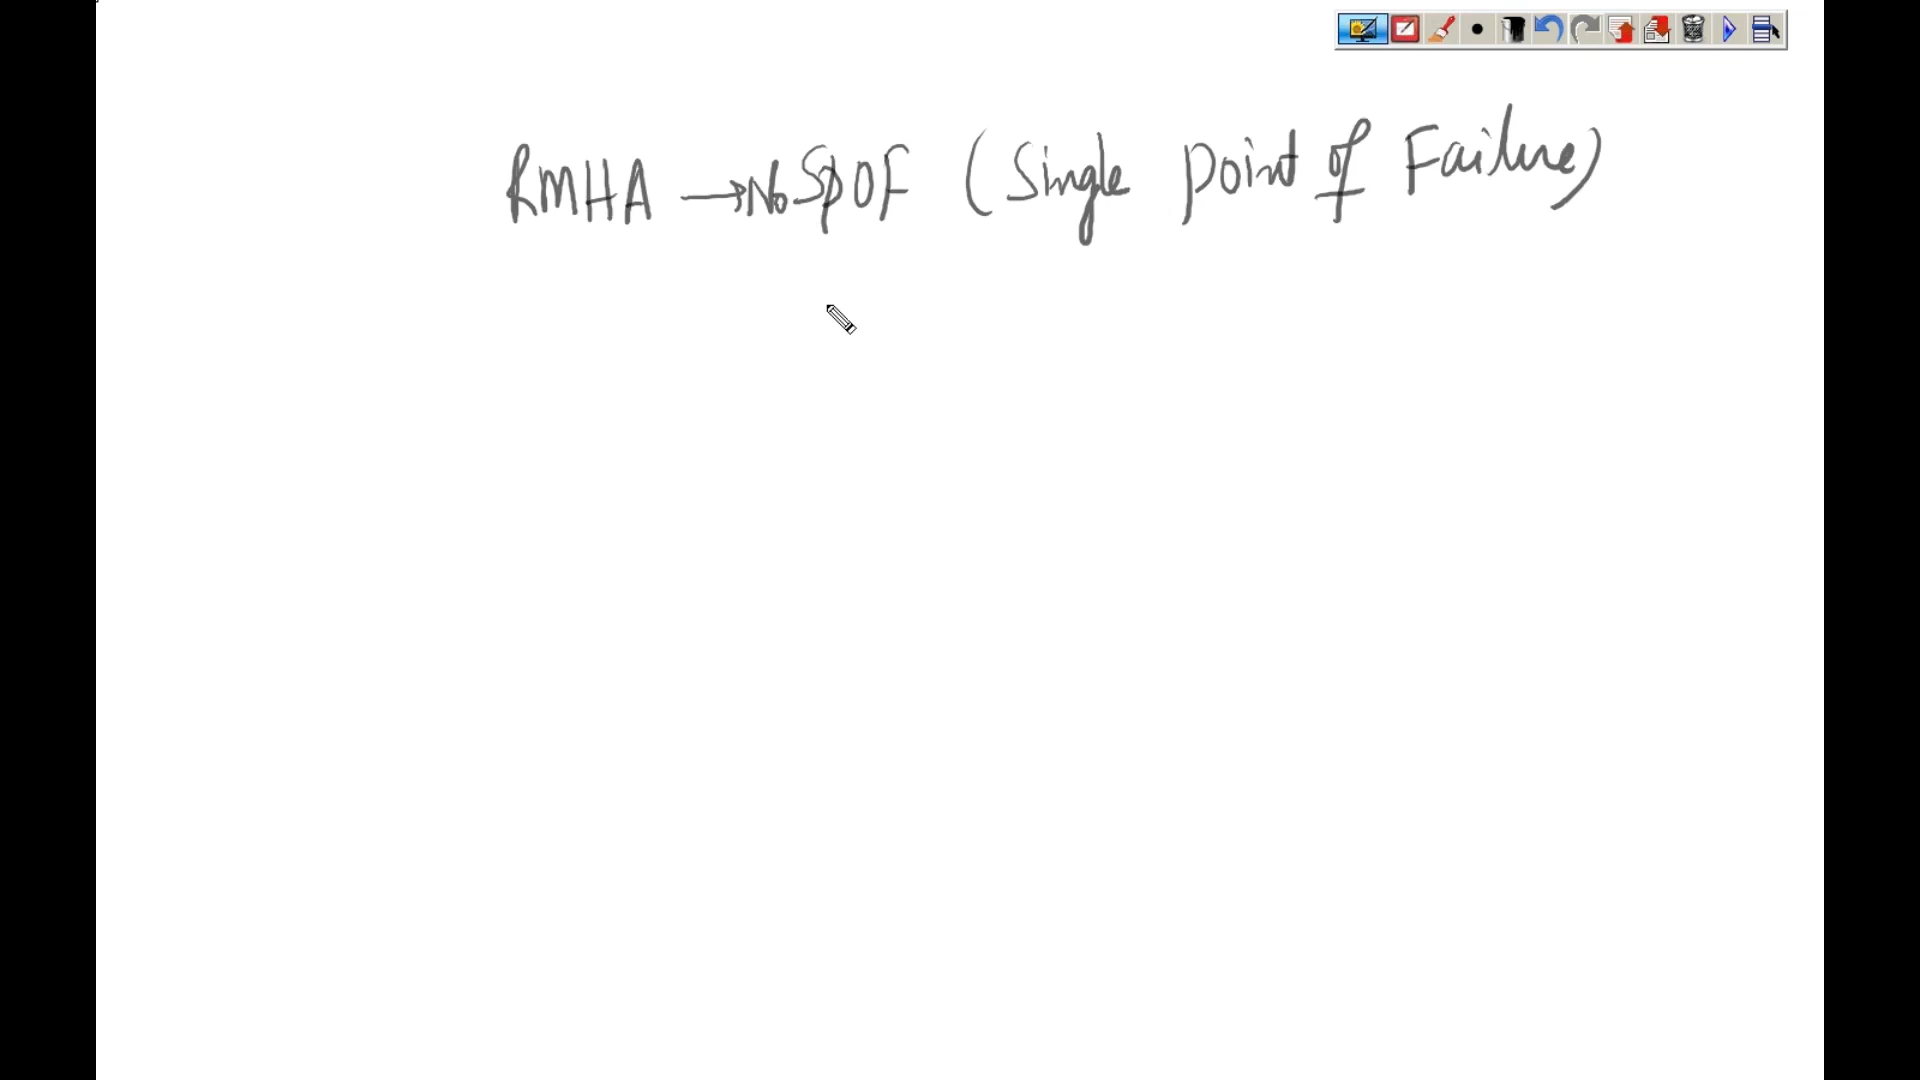 RMHA → No SPOF (Single Point of Failure)